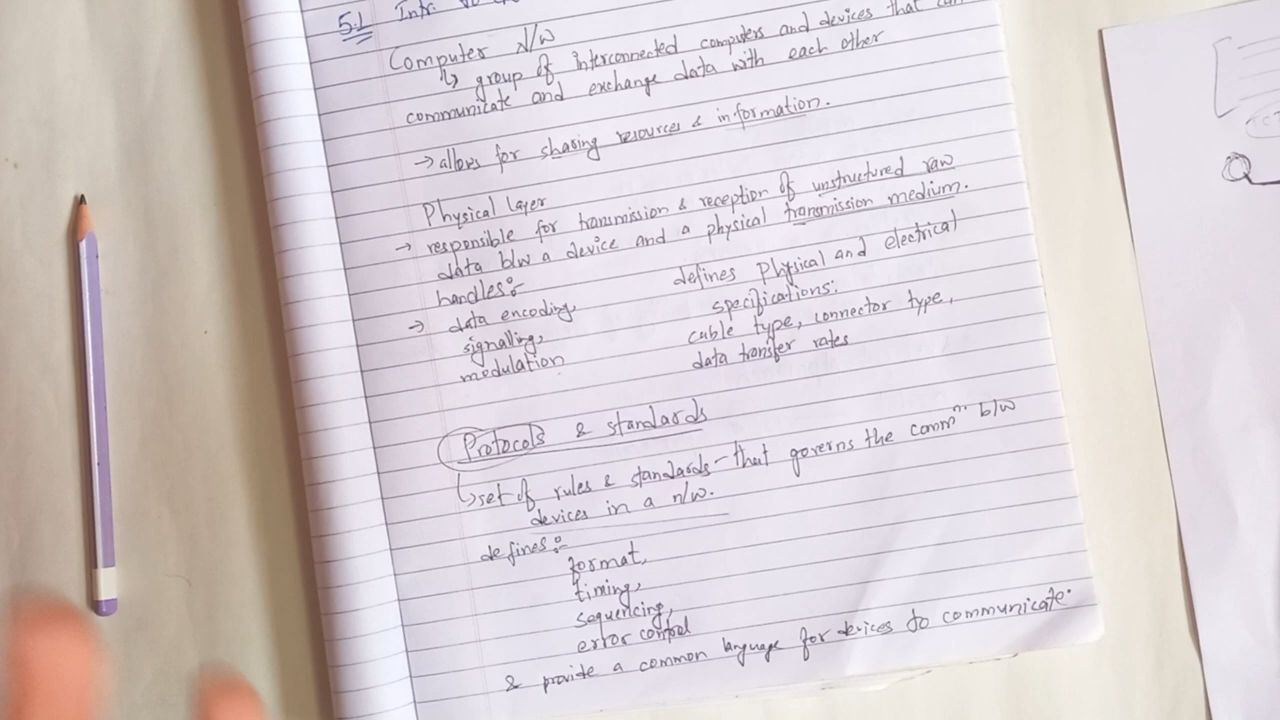 5.1 Intr.
Computer N/W
↳ group of interconnected computers and devices that can
communicate and exchange data with each other
→ allows for sharing resources & information.
Physical layer
→ responsible for transmission & reception of unstructured raw
data b/w a device and a physical transmission medium.
handles:-
→ data encoding,
signalling,
modulation
defines physical and electrical
specifications:
cable type, connector type,
data transfer rates
Protocols & standards
↳ set of rules & standards that governs the commⁿ b/w
devices in a n/w.
defines:-
format,
timing,
sequencing,
error control
& provide a common language for devices to communicate.